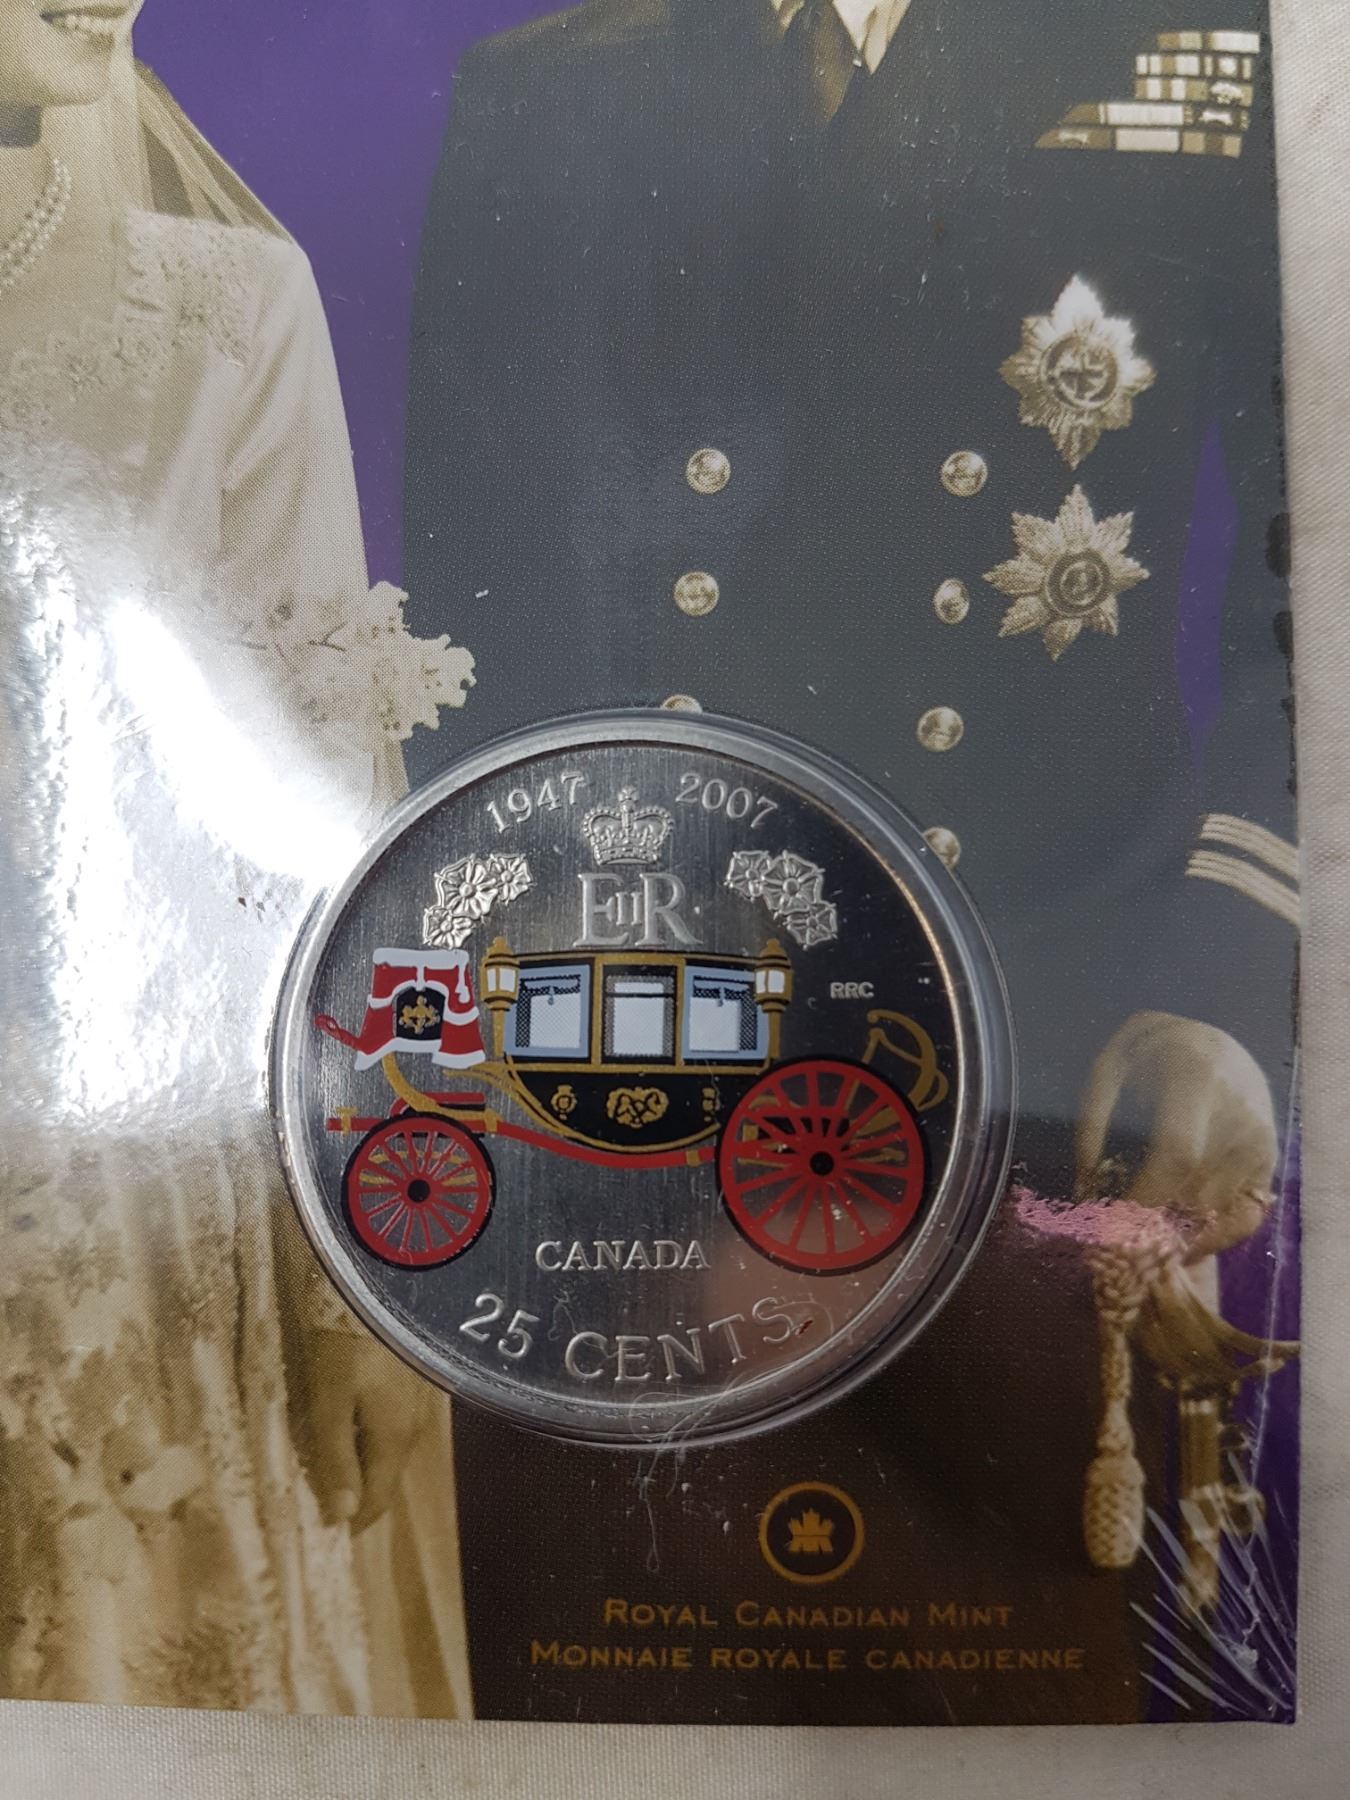 1947 2007
EIIR
RRC
CANADA
25 CENTS
ROYAL CANADIAN MINT
MONNAIE ROYALE CANADIENNE